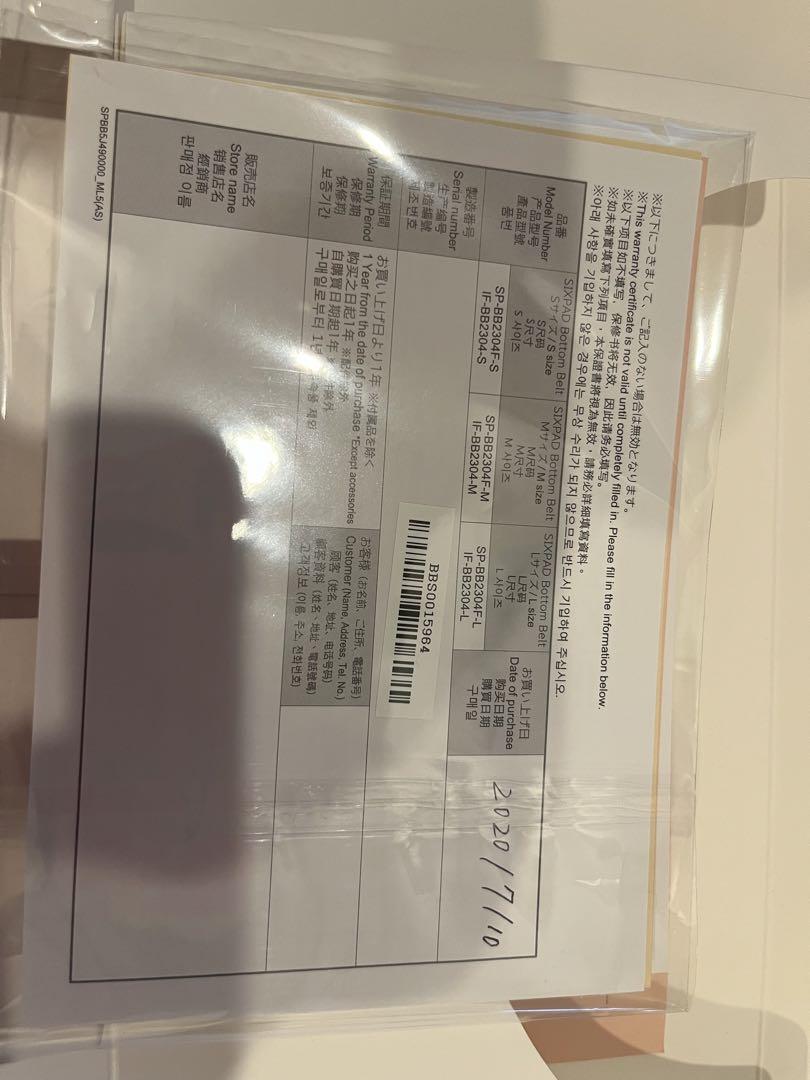 ※以下につきまして、ご記入のない場合は無効となります。
※This warranty certificate is not valid until completely filled in. Please fill in the information below.
※以下项目如不填写，保修书将无效，因此请务必填写。
※如未確實填寫下列項目，本保證書將視為無效，請務必詳細填寫資料。
※아래 사항을 기입하지 않은 경우에는 무상 수리가 되지 않으므로 반드시 기입하여 주십시오.
品番
Model Number
产品型号
產品型號
품번
SIXPAD Bottom Belt
Sサイズ / S size
S尺码
S尺寸
S 사이즈
SP-BB2304F-S
IF-BB2304-S
SIXPAD Bottom Belt
Mサイズ / M size
M尺码
M尺寸
M 사이즈
SP-BB2304F-M
IF-BB2304-M
SIXPAD Bottom Belt
Lサイズ / L size
L尺码
L尺寸
L 사이즈
SP-BB2304F-L
IF-BB2304-L
お買い上げ日
Date of purchase
购买日期
購買日期
구매일
2020/7/10
製造番号
Serial number
生产编号
製造編號
제조번호
BBS0015964
保証期間
Warranty Period
保修期
保修期
보증기간
お買い上げ日より1年 ※付属品を除く
1 Year from the date of purchase *Except accessories
购买之日起1年 ※配件除外
自購買日期起1年 ※配件除外
구매일로부터 1년 제외
お客様（お名前、ご住所、電話番号）
Customer (Name, Address, Tel. No.)
顾客（姓名、地址、电话号码）
顧客資料（姓名、地址、電話號碼）
고객정보 (이름, 주소, 전화번호)
販売店名
Store name
销售店名
經銷商
판매점 이름
SPBB5J490000_ML5(AS)